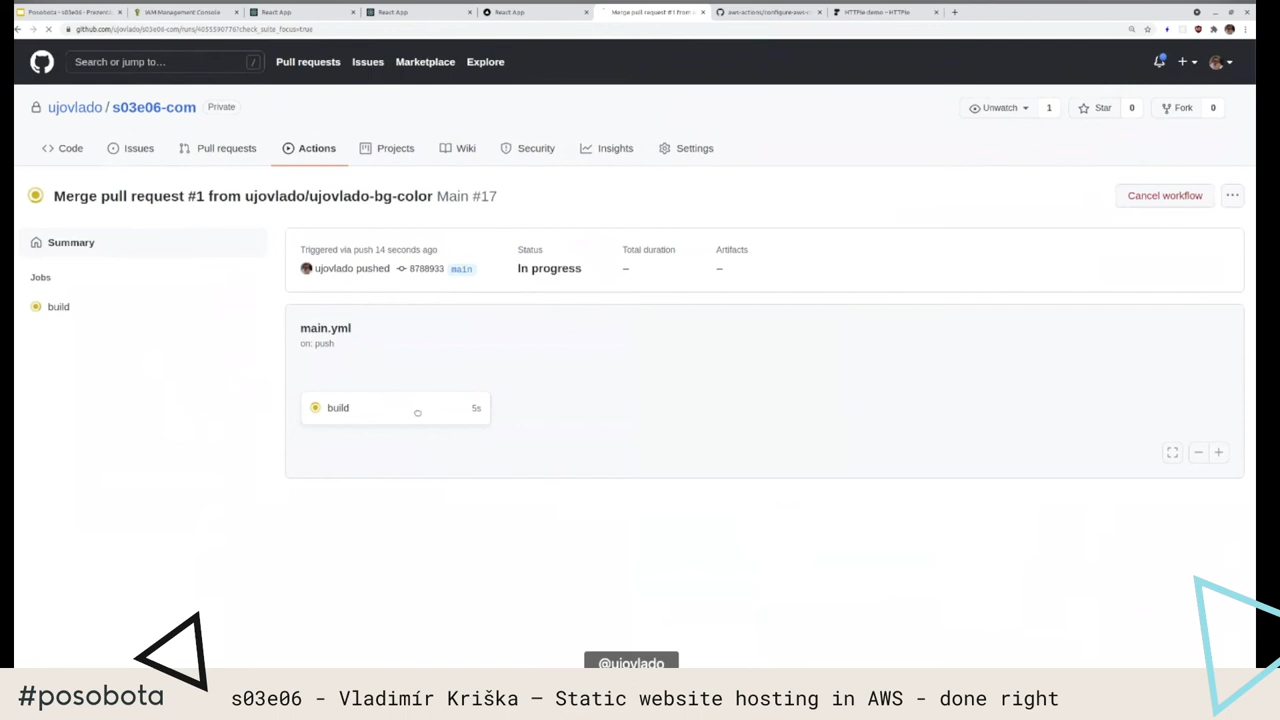 Posobota - s03e06 - Prezentác
IAM Management Console
React App
React App
React App
Merge pull request #1 from u
aws-actions/configure-aws-c
HTTPie demo – HTTPie
github.com/ujovlado/s03e06-com/runs/4055590776?check_suite_focus=true
Search or jump to… /
Pull requests
Issues
Marketplace
Explore
ujovlado / s03e06-com Private
Unwatch 1
Star 0
Fork 0
Code
Issues
Pull requests
Actions
Projects
Wiki
Security
Insights
Settings
Merge pull request #1 from ujovlado/ujovlado-bg-color Main #17
Cancel workflow
Summary
Triggered via push 14 seconds ago
Status
Total duration
Artifacts
ujovlado pushed 8788933 main
In progress
–
–
Jobs
build
main.yml
on: push
build 5s
@ujovlado
#posobota
s03e06 - Vladimír Kriška – Static website hosting in AWS - done right